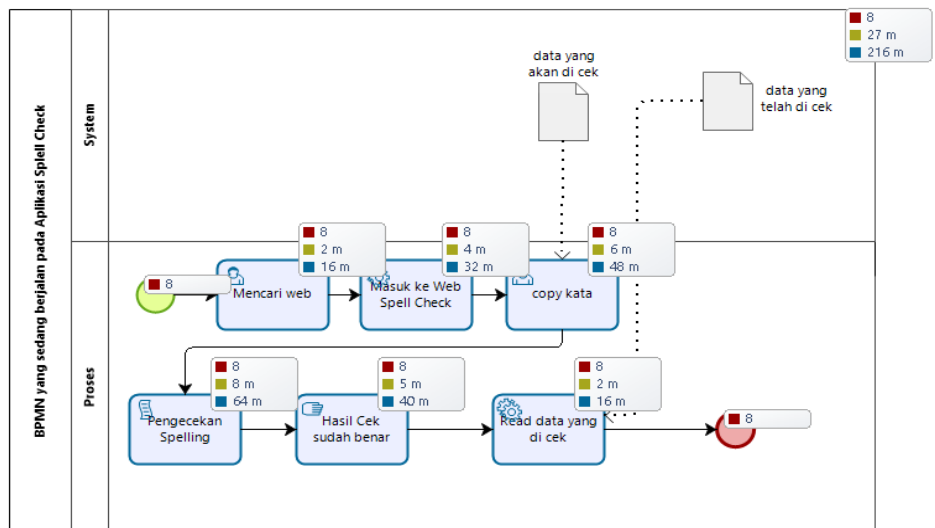 BPMN yang sedang berjalan pada Aplikasi Splell Check
System
Proses
8
27 m
216 m
data yang
akan di cek
data yang
telah di cek
8
8
2 m
16 m
Mencari web
8
4 m
32 m
Masuk ke Web
Spell Check
8
6 m
48 m
copy kata
8
8 m
64 m
Pengecekan
Spelling
8
5 m
40 m
Hasil Cek
sudah benar
8
2 m
16 m
Read data yang
di cek
8